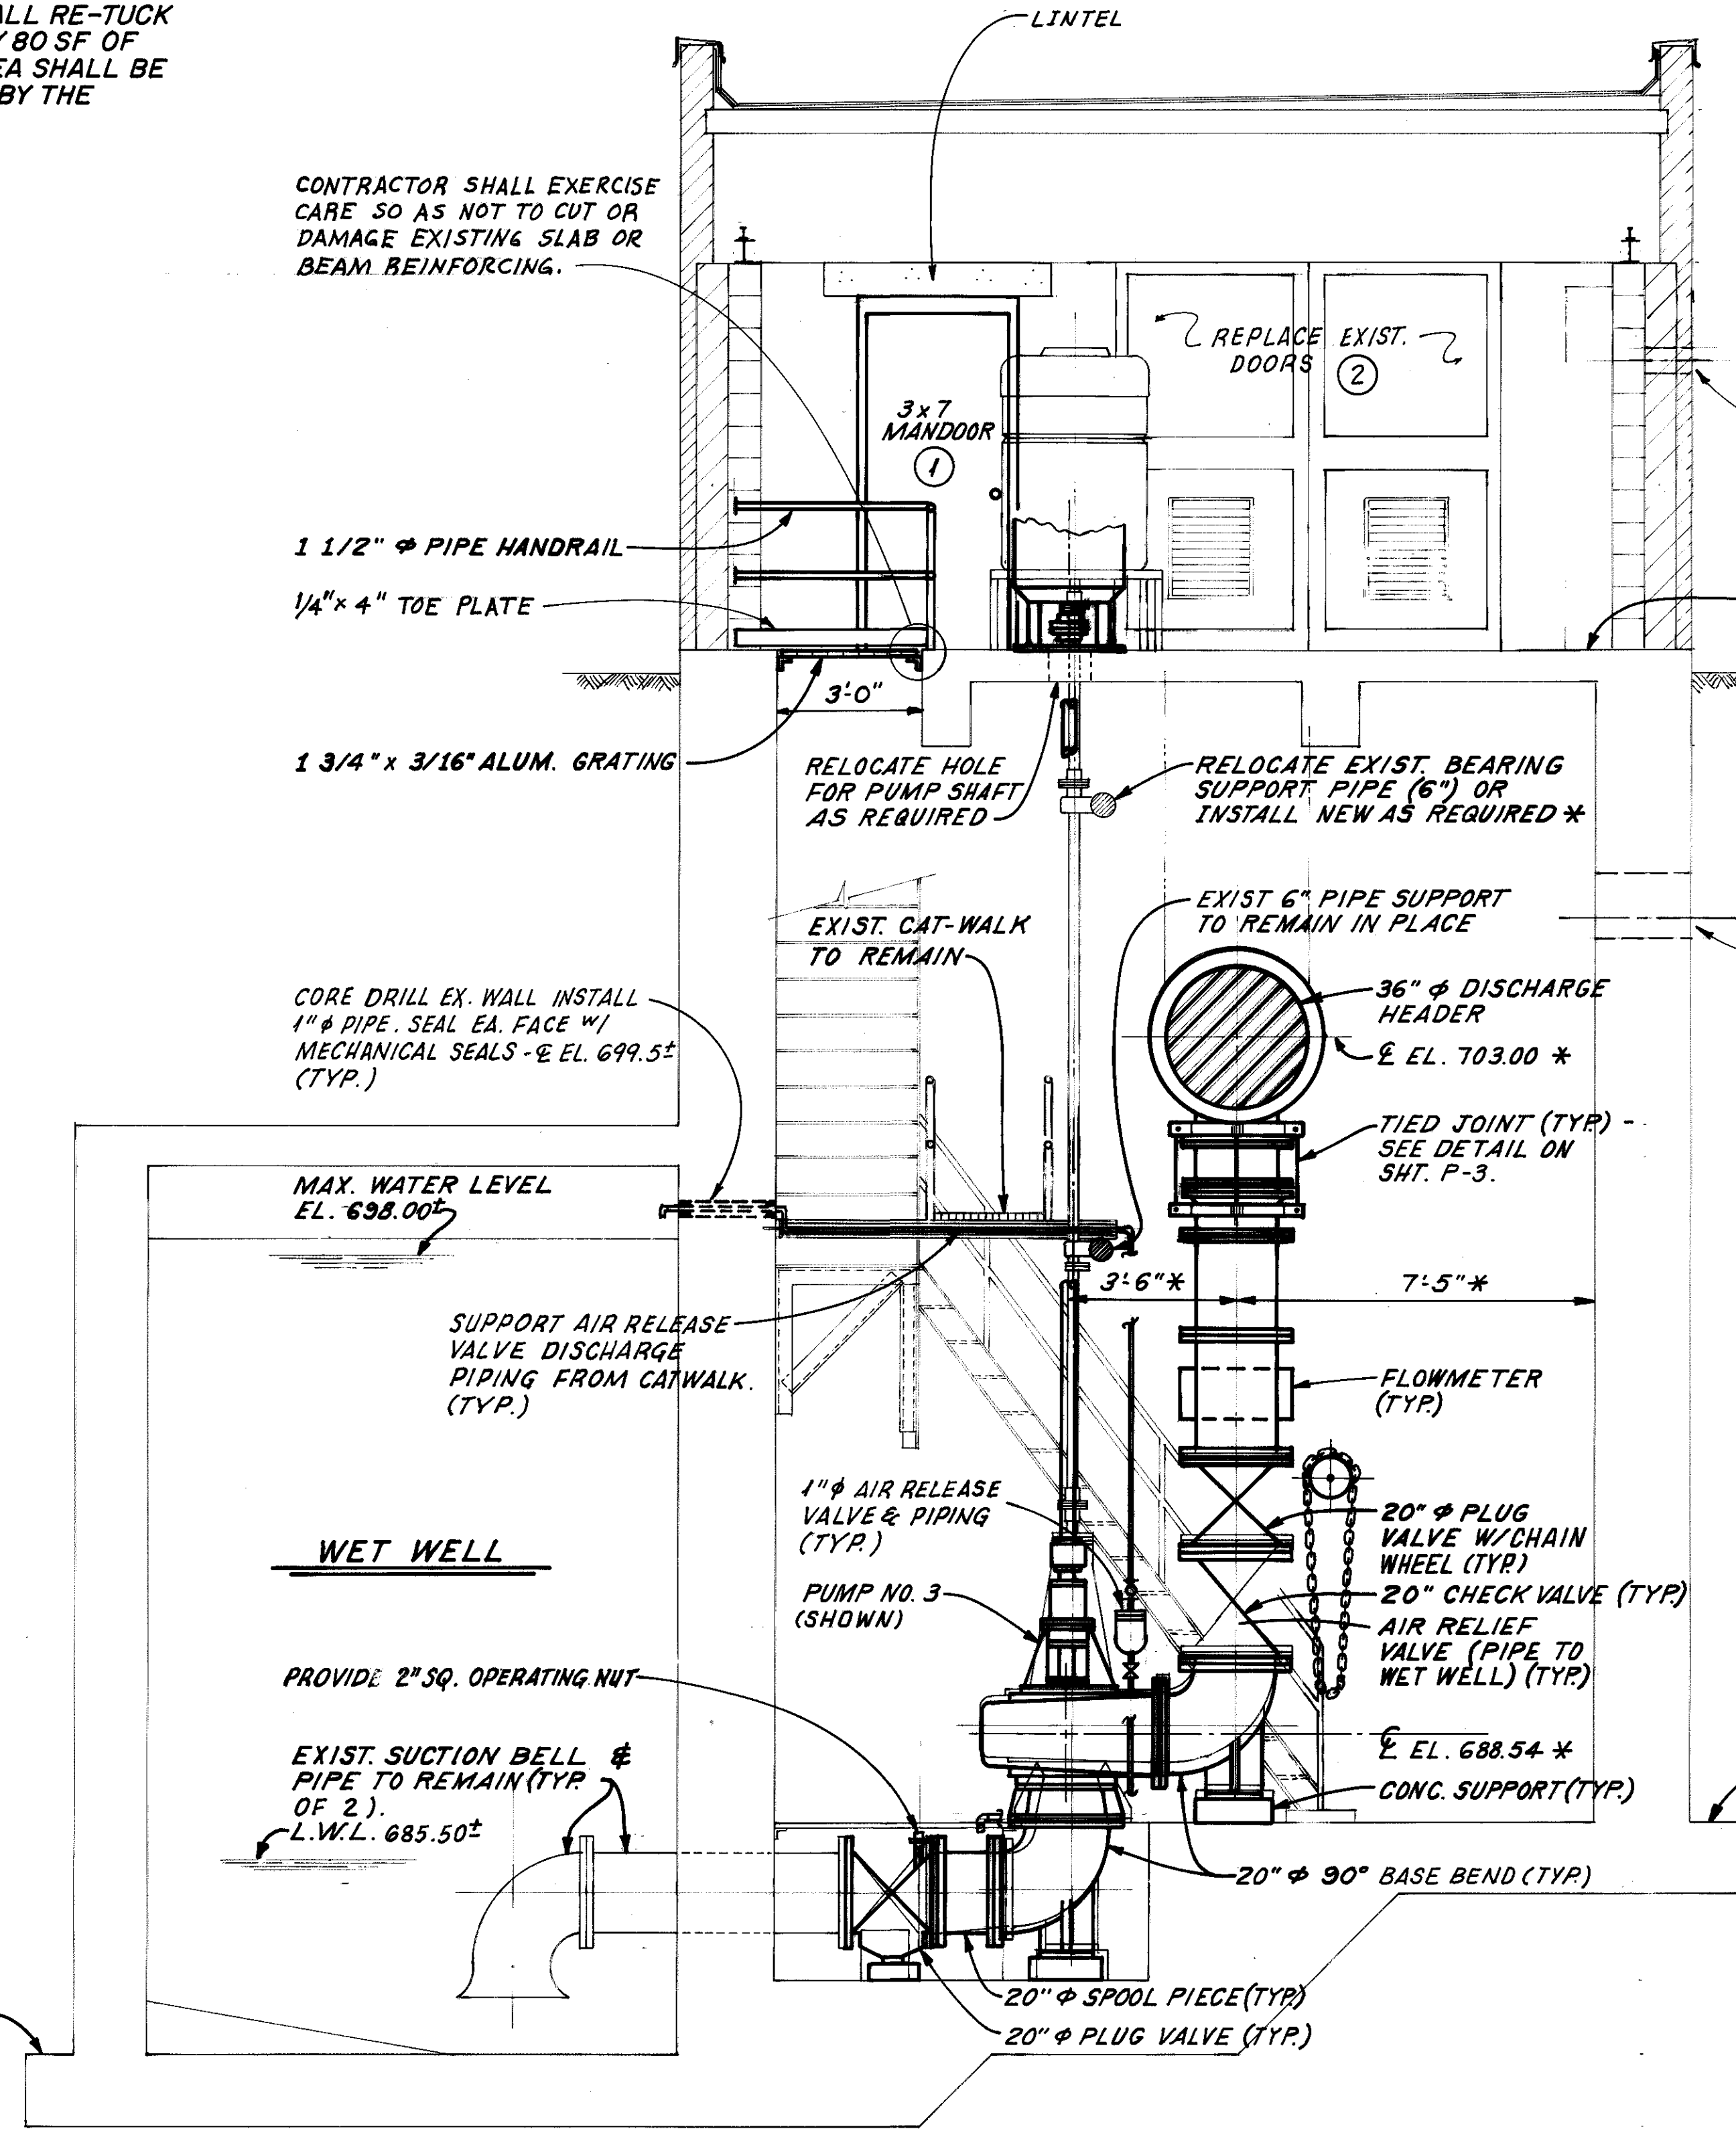 ALL RE-TUCK
80 SF OF
EA SHALL BE
BY THE
LINTEL
CONTRACTOR SHALL EXERCISE
CARE SO AS NOT TO CUT OR
DAMAGE EXISTING SLAB OR
BEAM REINFORCING.
REPLACE EXIST.
DOORS
2
3 x 7
MANDOOR
1
1 1/2" φ PIPE HANDRAIL
1/4" x 4" TOE PLATE
3'-0"
1 3/4" x 3/16" ALUM. GRATING
RELOCATE HOLE
FOR PUMP SHAFT
AS REQUIRED
RELOCATE EXIST. BEARING
SUPPORT PIPE (6") OR
INSTALL NEW AS REQUIRED *
EXIST. CAT-WALK
TO REMAIN
EXIST 6" PIPE SUPPORT
TO REMAIN IN PLACE
CORE DRILL EX. WALL INSTALL
1" φ PIPE. SEAL EA. FACE W/
MECHANICAL SEALS - ℄ EL. 699.5±
(TYP.)
36" φ DISCHARGE
HEADER
℄ EL. 703.00 *
TIED JOINT (TYP.) -
SEE DETAIL ON
SHT. P-3.
MAX. WATER LEVEL
EL. 698.00±
3'-6" *
7'-5" *
SUPPORT AIR RELEASE
VALVE DISCHARGE
PIPING FROM CATWALK.
(TYP.)
FLOWMETER
(TYP.)
1" φ AIR RELEASE
VALVE & PIPING
(TYP.)
20" φ PLUG
VALVE W/CHAIN
WHEEL (TYP.)
WET WELL
PUMP NO. 3
(SHOWN)
20" CHECK VALVE (TYP.)
AIR RELIEF
VALVE (PIPE TO
WET WELL) (TYP.)
PROVIDE 2" SQ. OPERATING NUT
℄ EL. 688.54 *
EXIST. SUCTION BELL &
PIPE TO REMAIN (TYP.
OF 2).
L.W.L. 685.50±
CONC. SUPPORT (TYP.)
20" φ 90° BASE BEND (TYP.)
20" φ SPOOL PIECE (TYP.)
20" φ PLUG VALVE (TYP.)